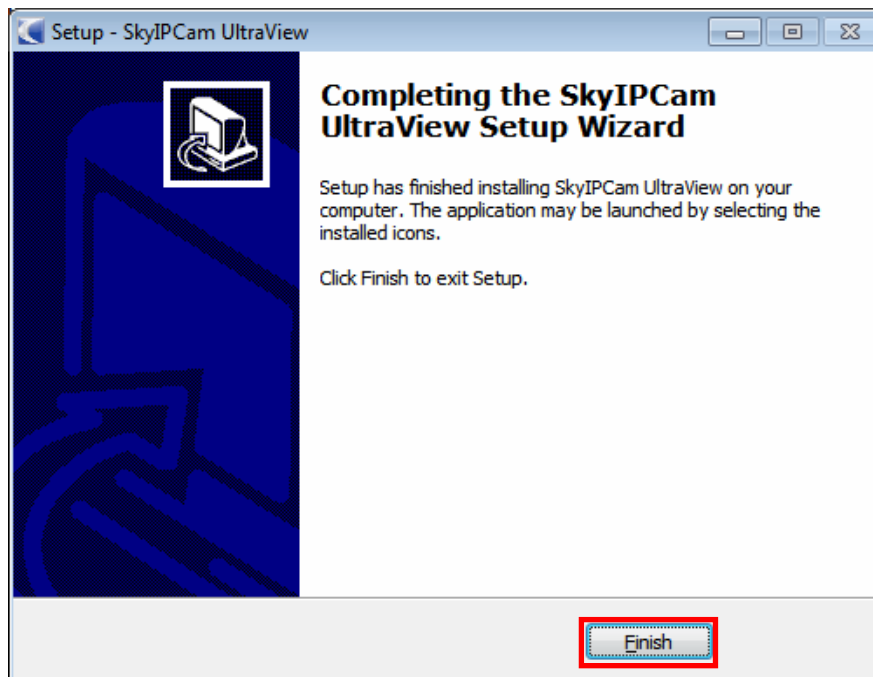 Setup - SkyIPCam UltraView
Completing the SkyIPCam
UltraView Setup Wizard
Setup has finished installing SkyIPCam UltraView on your
computer. The application may be launched by selecting the
installed icons.
Click Finish to exit Setup.
Finish